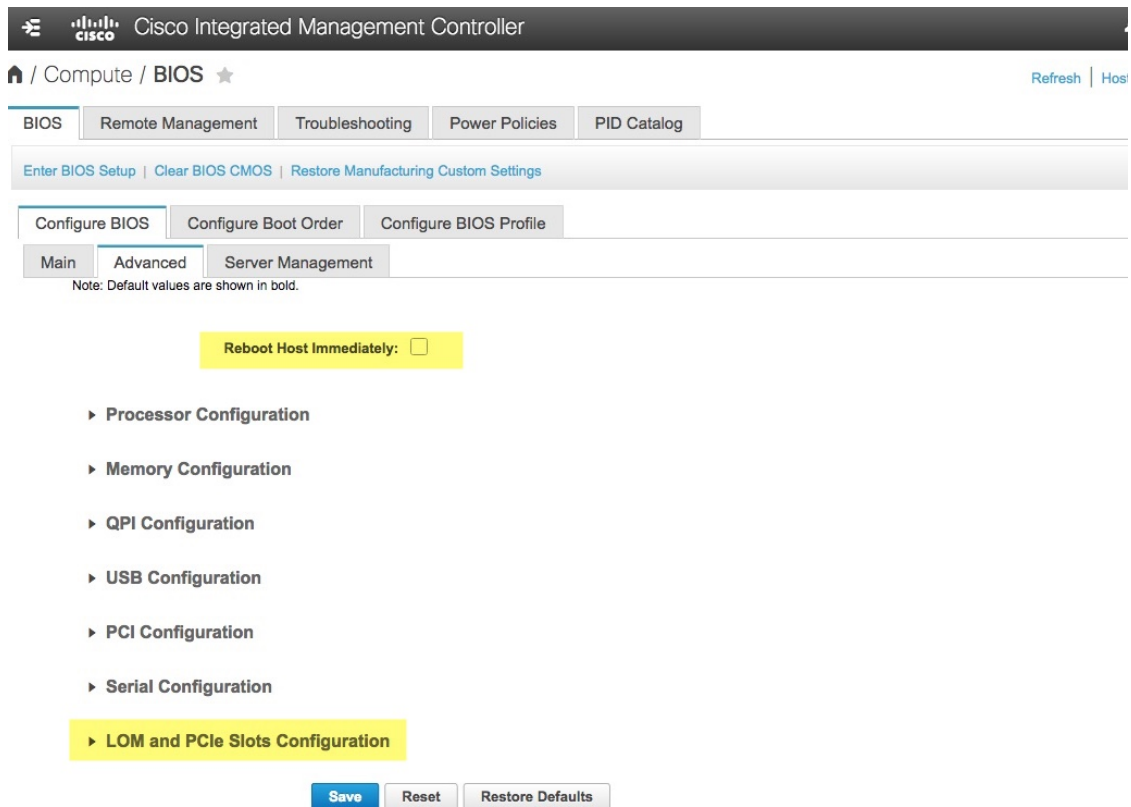 cisco Cisco Integrated Management Controller
/ Compute / BIOS
Refresh | Host
BIOS Remote Management Troubleshooting Power Policies PID Catalog
Enter BIOS Setup | Clear BIOS CMOS | Restore Manufacturing Custom Settings
Configure BIOS Configure Boot Order Configure BIOS Profile
Main Advanced Server Management
Note: Default values are shown in bold.
Reboot Host Immediately:
Processor Configuration
Memory Configuration
QPI Configuration
USB Configuration
PCI Configuration
Serial Configuration
LOM and PCIe Slots Configuration
Save Reset Restore Defaults